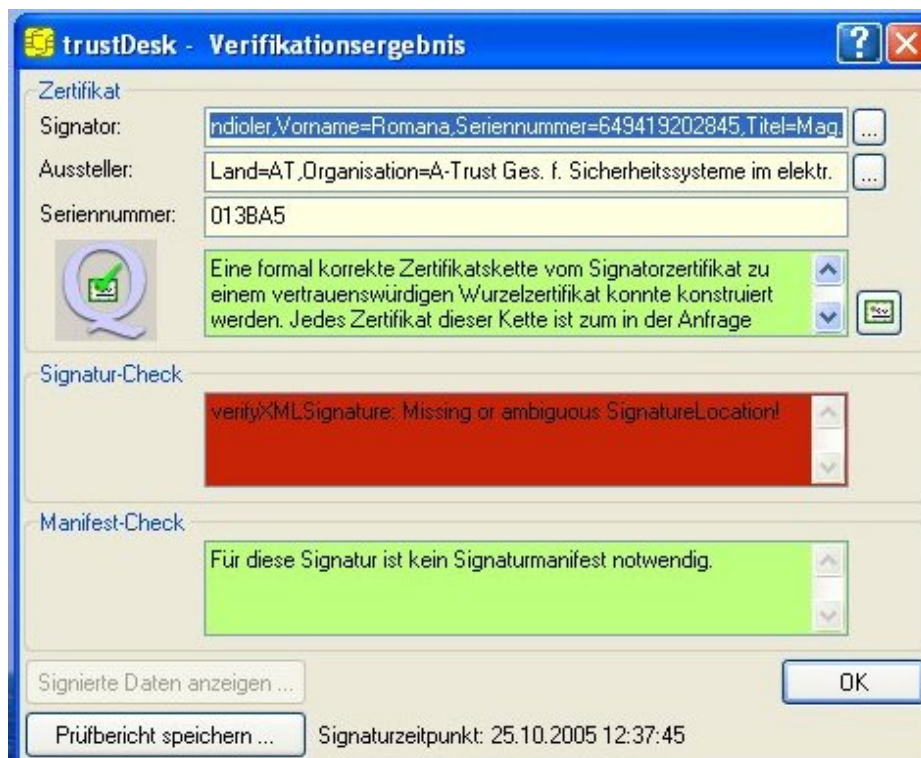 trustDesk - Verifikationsergebnis
Zertifikat
Signator:
ndioler,Vorname=Romana,Seriennummer=649419202845,Titel=Mag.
...
Aussteller:
Land=AT,Organisation=A-Trust Ges. f. Sicherheitssysteme im elektr.
...
Seriennummer:
013BA5
Eine formal korrekte Zertifikatskette vom Signatorzertifikat zu
einem vertrauenswürdigen Wurzelzertifikat konnte konstruiert
werden. Jedes Zertifikat dieser Kette ist zum in der Anfrage
Signatur-Check
verifyXMLSignature: Missing or ambiguous SignatureLocation!
Manifest-Check
Für diese Signatur ist kein Signaturmanifest notwendig.
Signierte Daten anzeigen ...
OK
Prüfbericht speichern ...
Signaturzeitpunkt: 25.10.2005 12:37:45